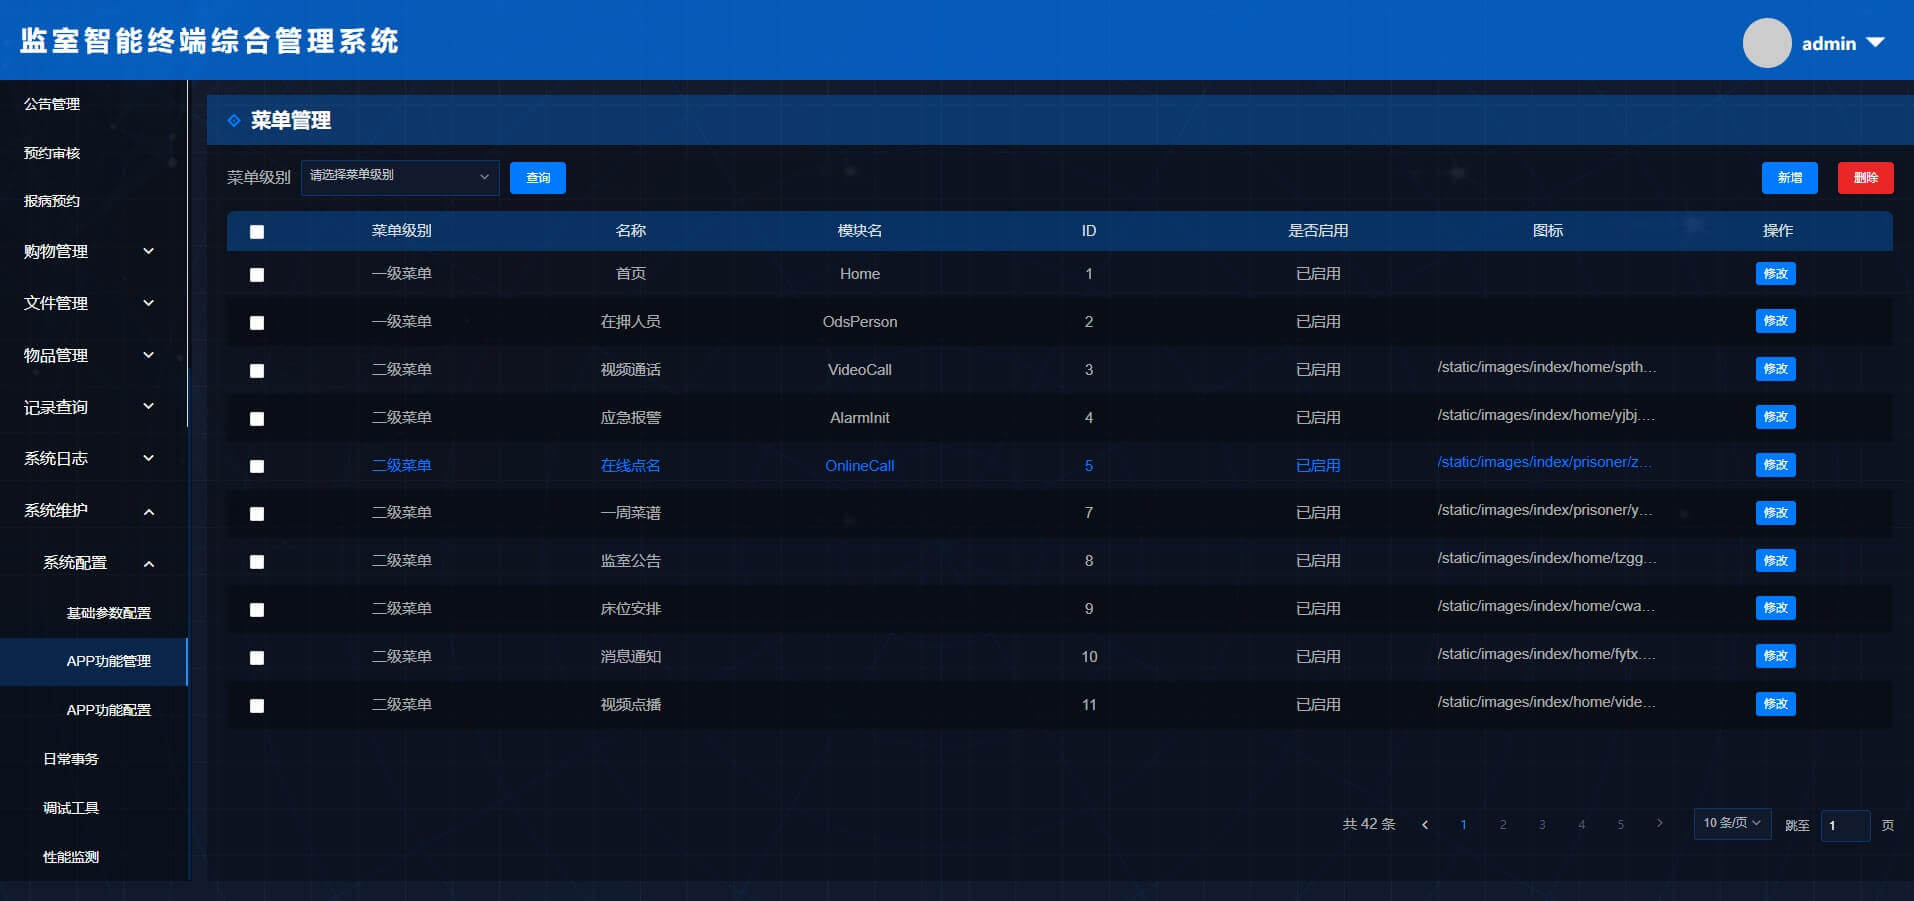 监室智能终端综合管理系统
admin
公告管理
预约审核
报病预约
购物管理
文件管理
物品管理
记录查询
系统日志
系统维护
系统配置
基础参数配置
APP功能管理
APP功能配置
日常事务
调试工具
性能监测
菜单管理
菜单级别 请选择菜单级别 查询 新增 删除
菜单级别 名称 模块名 ID 是否启用 图标 操作
一级菜单 首页 Home 1 已启用 修改
一级菜单 在押人员 OdsPerson 2 已启用 修改
二级菜单 视频通话 VideoCall 3 已启用 /static/images/index/home/spth... 修改
二级菜单 应急报警 AlarmInit 4 已启用 /static/images/index/home/yjbj.... 修改
二级菜单 在线点名 OnlineCall 5 已启用 /static/images/index/prisoner/z... 修改
二级菜单 一周菜谱 7 已启用 /static/images/index/prisoner/y... 修改
二级菜单 监室公告 8 已启用 /static/images/index/home/tzgg... 修改
二级菜单 床位安排 9 已启用 /static/images/index/home/cwa... 修改
二级菜单 消息通知 10 已启用 /static/images/index/home/fytx.... 修改
二级菜单 视频点播 11 已启用 /static/images/index/home/vide... 修改
共 42 条 1 2 3 4 5 10 条/页 跳至 1 页